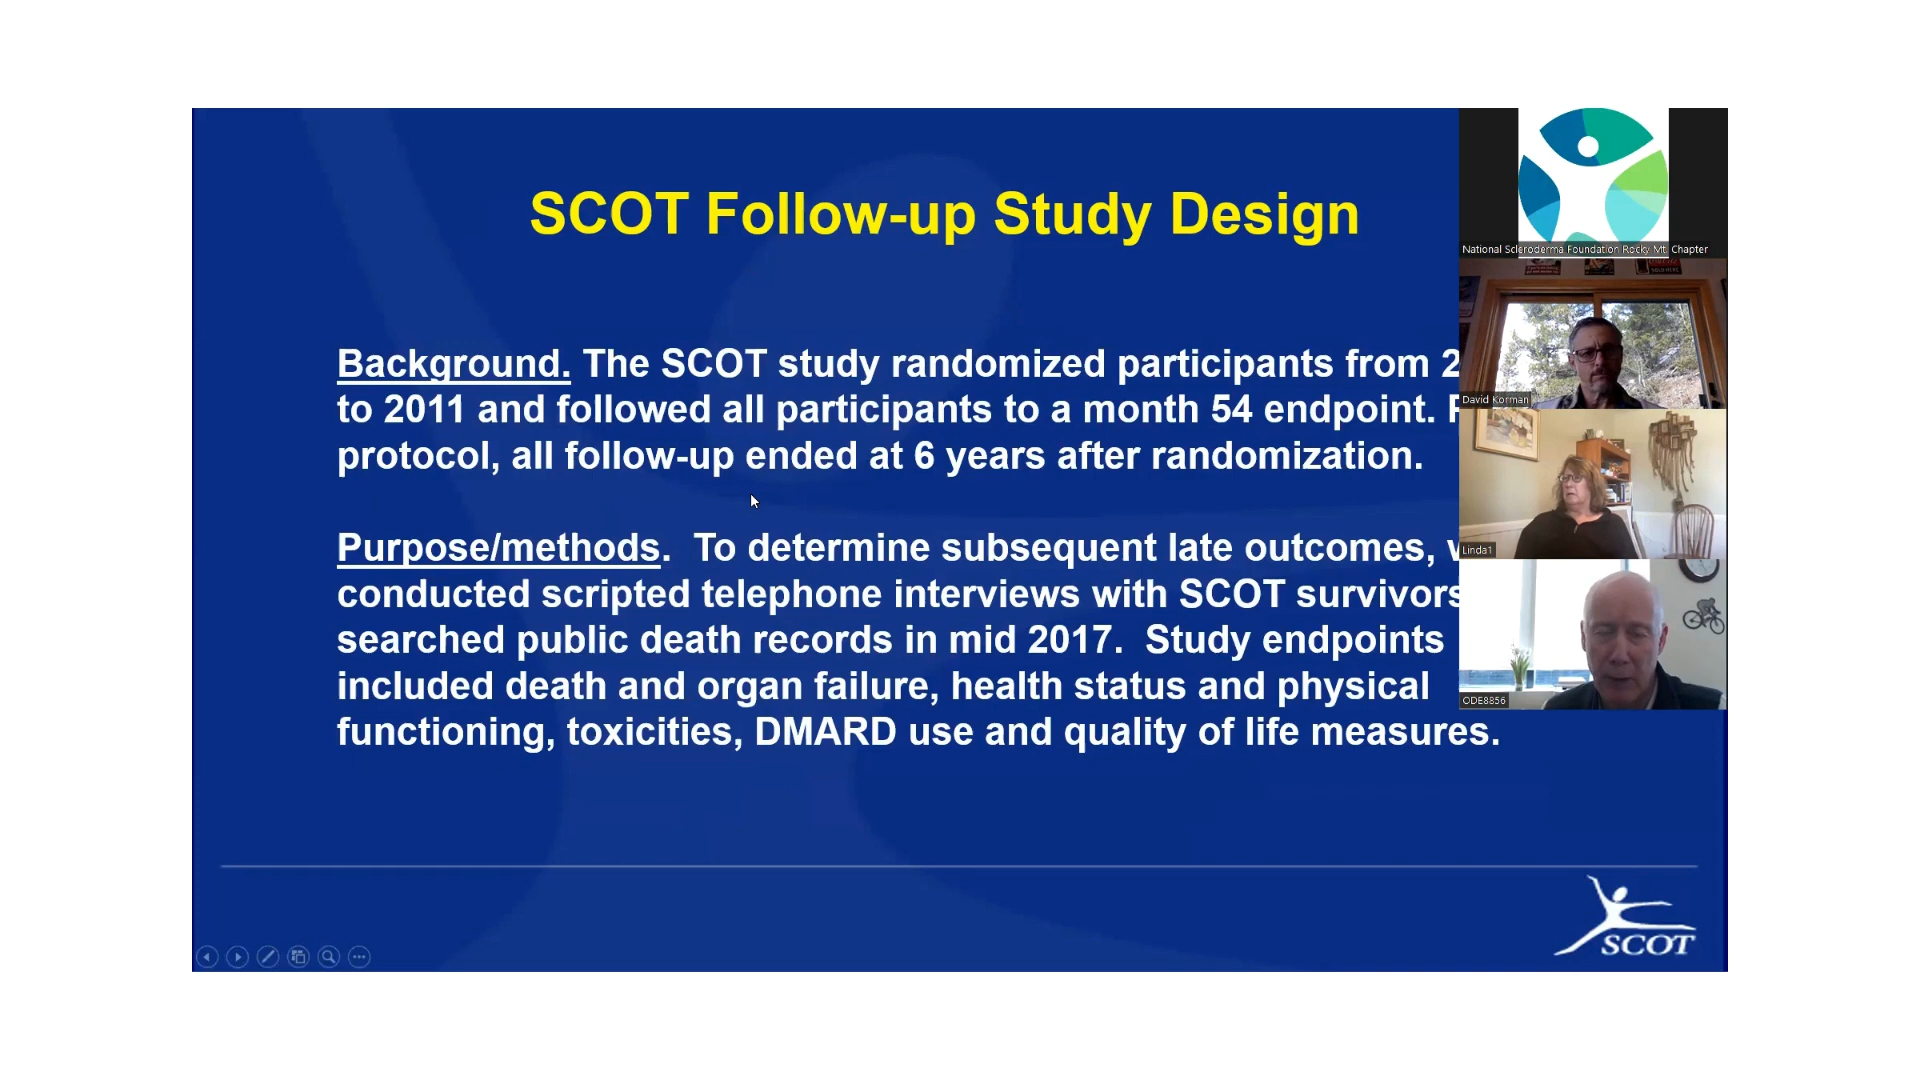 SCOT Follow-up Study Design
Background. The SCOT study randomized participants from 2
to 2011 and followed all participants to a month 54 endpoint.
protocol, all follow-up ended at 6 years after randomization.
Purpose/methods. To determine subsequent late outcomes,
conducted scripted telephone interviews with SCOT survivors
searched public death records in mid 2017. Study endpoints
included death and organ failure, health status and physical
functioning, toxicities, DMARD use and quality of life measures.
SCOT
National Scleroderma Foundation Rocky Mt. Chapter
David Korman
Linda1
ODE8856